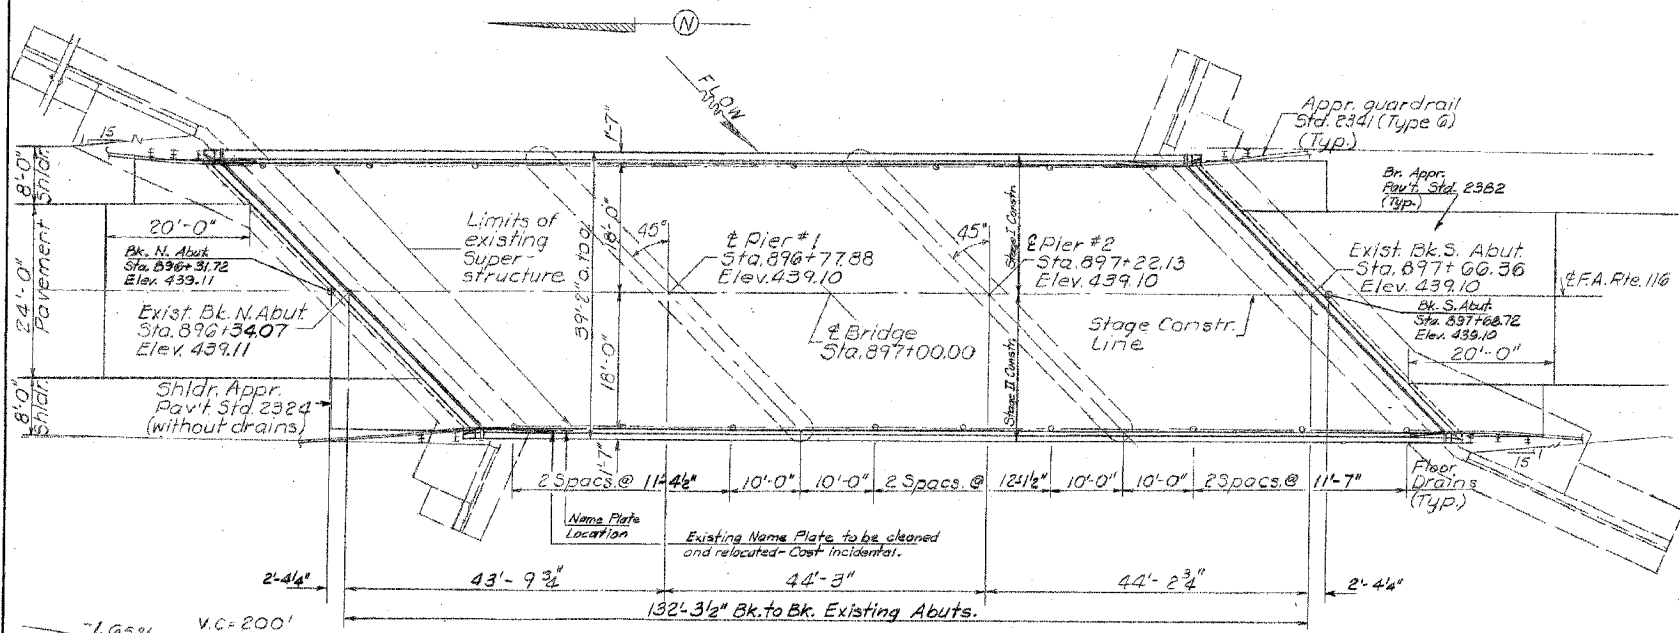 N
FLOW
Appr. guardrail
Std. 2341 (Type 6)
(Typ.)
15
1'-7"
8'-0"
Shldr.
Br. Appr.
Pav't. Std. 2382
(Typ.)
20'-0"
Bk. N. Abut.
Sta. 896+31.72
Elev. 439.11
Limits of
existing
Super-
structure
39'-2" O. to O.
18'-0"
45°
℄ Pier #1
Sta. 896+77.88
Elev. 439.10
45°
Stage I Constr.
℄ Pier #2
Sta. 897+22.13
Elev. 439.10
Exist. Bk. S. Abut.
Sta. 897+66.36
Elev. 439.10
℄ F.A. Rte. 116
24'-0"
Pavement
Exist. Bk. N. Abut.
Sta. 896+34.07
Elev. 439.11
℄ Bridge
Sta. 897+00.00
Stage Constr.
Line
Bk. S. Abut.
Sta. 897+68.72
Elev. 439.10
20'-0"
18'-0"
Stage II Constr.
8'-0"
Shldr.
Shldr. Appr.
Pav't. Std. 2324
(without drains)
1'-7"
15
2 Spacs. @ 11'-4½" 10'-0" 10'-0" 2 Spacs. @ 12'-1½" 10'-0" 10'-0" 2 Spacs. @ 11'-7"
Floor
Drains
(Typ.)
Name Plate
Location
Existing Name Plate to be cleaned
and relocated - Cost incidental.
2'-4¼" 43'-9¾" 44'-3" 44'-2¾" 2'-4¼"
132'-3½" Bk. to Bk. Existing Abuts.
V.C.= 200'